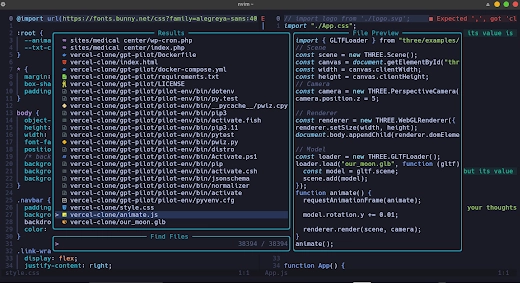 nvim ~
@import url(https://fonts.bunny.net/css?family=alegreya-sans:40 E
// import logo from './logo.svg'; ■ Expected ',', got 'cl
import "./App.css";
its value is
:root {
--anima
--txt-c
}
* {
margin:
box-sha
padding
}
body {
object-
height:
width:
font-fa
positio
/* back
backgro
backgro
backgro
}
.navbar {
padding
backgro
backgro
color:
}
.link-wra
display: flex;
justify-content: right;
style.css 1:1
Results
sites/medical center/wp-cron.php
sites/medical center/index.php
vercel-clone/Dockerfile
vercel-clone/index.html
vercel-clone/gpt-pilot/docker-compose.yml
vercel-clone/gpt-pilot/requirements.txt
vercel-clone/gpt-pilot/LICENSE
vercel-clone/gpt-pilot/pilot-env/bin/dotenv
vercel-clone/gpt-pilot/pilot-env/bin/py.test
vercel-clone/gpt-pilot/pilot-env/bin/__pycache__/pwiz.cpy
vercel-clone/gpt-pilot/pilot-env/bin/pip3
vercel-clone/gpt-pilot/pilot-env/bin/activate.fish
vercel-clone/gpt-pilot/pilot-env/bin/pip3.11
vercel-clone/gpt-pilot/pilot-env/bin/pytest
vercel-clone/gpt-pilot/pilot-env/bin/pwiz.py
vercel-clone/gpt-pilot/pilot-env/bin/distro
vercel-clone/gpt-pilot/pilot-env/bin/Activate.ps1
vercel-clone/gpt-pilot/pilot-env/bin/pip
vercel-clone/gpt-pilot/pilot-env/bin/activate.csh
vercel-clone/gpt-pilot/pilot-env/bin/jsonschema
vercel-clone/gpt-pilot/pilot-env/bin/normalizer
vercel-clone/gpt-pilot/pilot-env/bin/activate
vercel-clone/gpt-pilot/pilot-env/pyvenv.cfg
vercel-clone/style.css
> vercel-clone/animate.js
vercel-clone/our_moon.glb
Find Files
> 38394 / 38394
File Preview
import { GLTFLoader } from "three/examples/
// Scene
const scene = new THREE.Scene();
const canvas = document.getElementById("thr
const width = canvas.clientWidth;
const height = canvas.clientHeight;
// Camera
const camera = new THREE.PerspectiveCamera(
camera.position.z = 5;
// Renderer
const renderer = new THREE.WebGLRenderer({
renderer.setSize(width, height);
document.body.appendChild(renderer.domEleme
// Model
const loader = new THREE.GLTFLoader();
loader.load("our_moon.glb", function (gltf)
const model = gltf.scene;
scene.add(model);
});
function animate() {
requestAnimationFrame(animate);
model.rotation.y += 0.01;
renderer.render(scene, camera);
}
animate();
but its value
your thoughts
33
34 function App() {
App.js 1:1